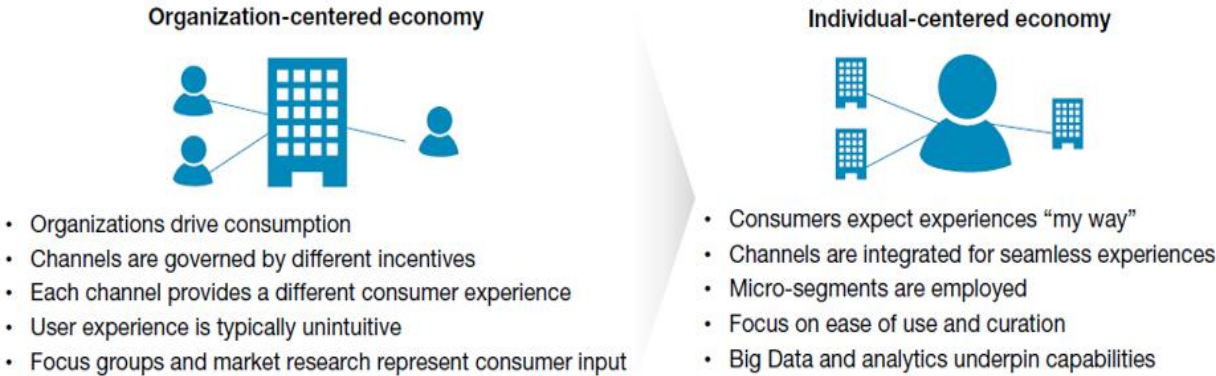 Organization-centered economy
• Organizations drive consumption
• Channels are governed by different incentives
• Each channel provides a different consumer experience
• User experience is typically unintuitive
• Focus groups and market research represent consumer input
Individual-centered economy
• Consumers expect experiences “my way”
• Channels are integrated for seamless experiences
• Micro-segments are employed
• Focus on ease of use and curation
• Big Data and analytics underpin capabilities